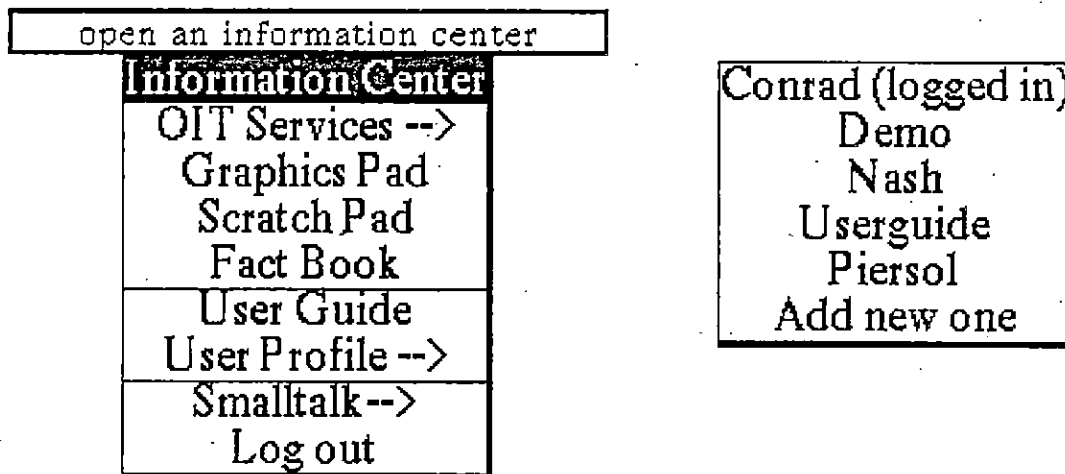 open an information center
Information Center
OIT Services -->
Graphics Pad
Scratch Pad
Fact Book
User Guide
User Profile -->
Smalltalk-->
Log out
Conrad (logged in)
Demo
Nash
Userguide
Piersol
Add new one